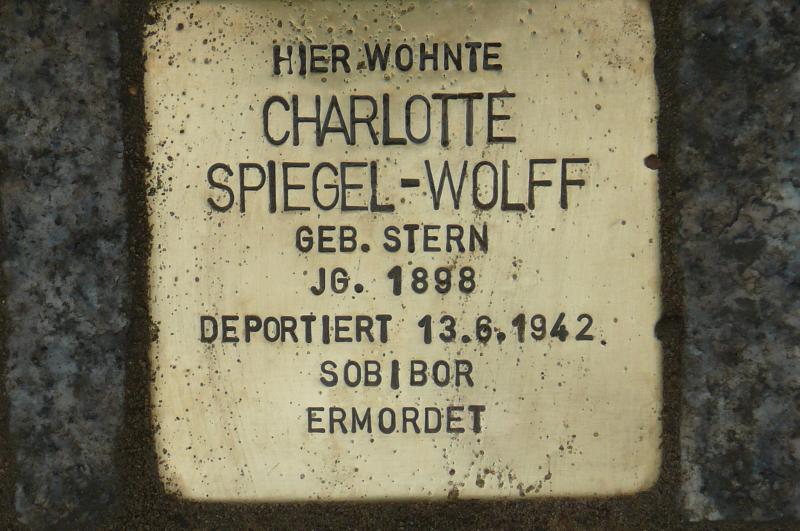 HIER WOHNTE
CHARLOTTE
SPIEGEL-WOLFF
GEB. STERN
JG. 1898
DEPORTIERT 13.6.1942
SOBIBOR
ERMORDET